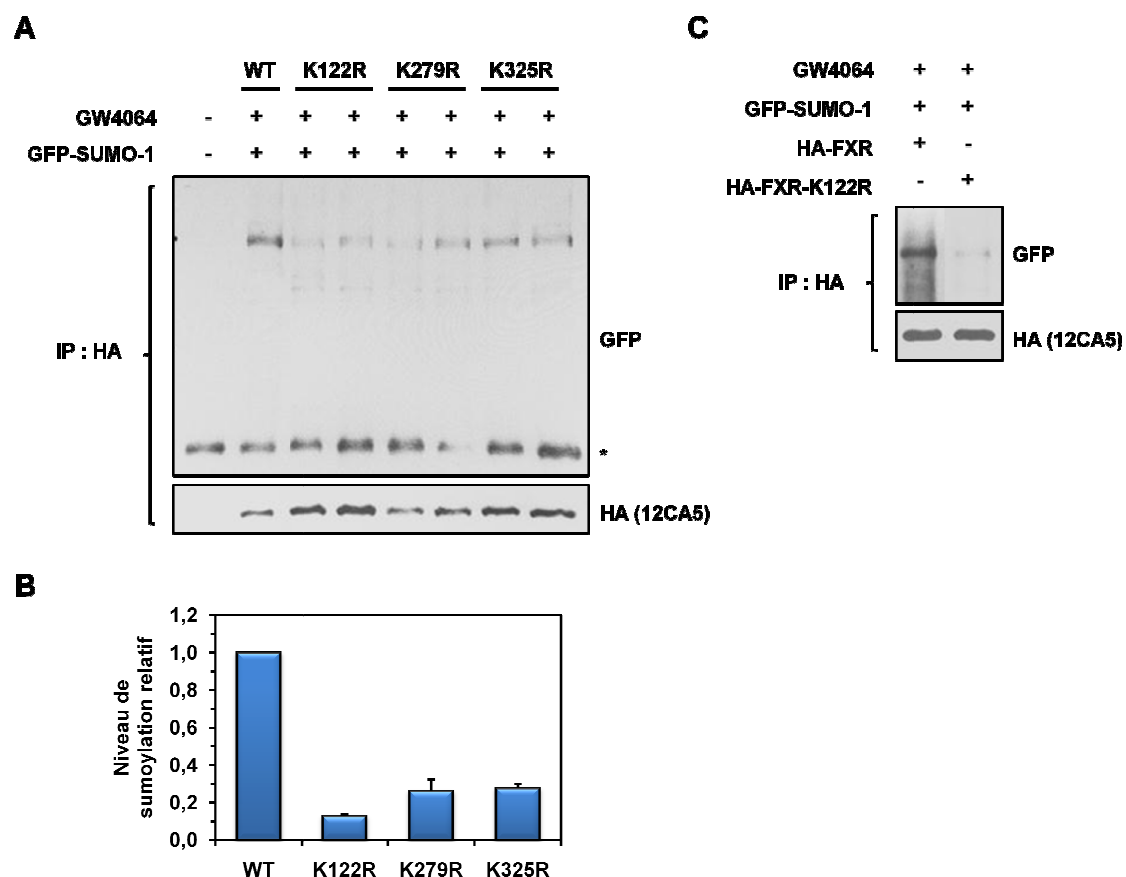 A
WT K122R K279R K325R
GW4064 - + + + + + + +
GFP-SUMO-1 - + + + + + + +
IP : HA
GFP
*
HA (12CA5)
B
Niveau de
sumoylation relatif
1,2
1,0
0,8
0,6
0,4
0,2
0,0
WT K122R K279R K325R
C
GW4064 + +
GFP-SUMO-1 + +
HA-FXR + -
HA-FXR-K122R - +
IP : HA
GFP
HA (12CA5)